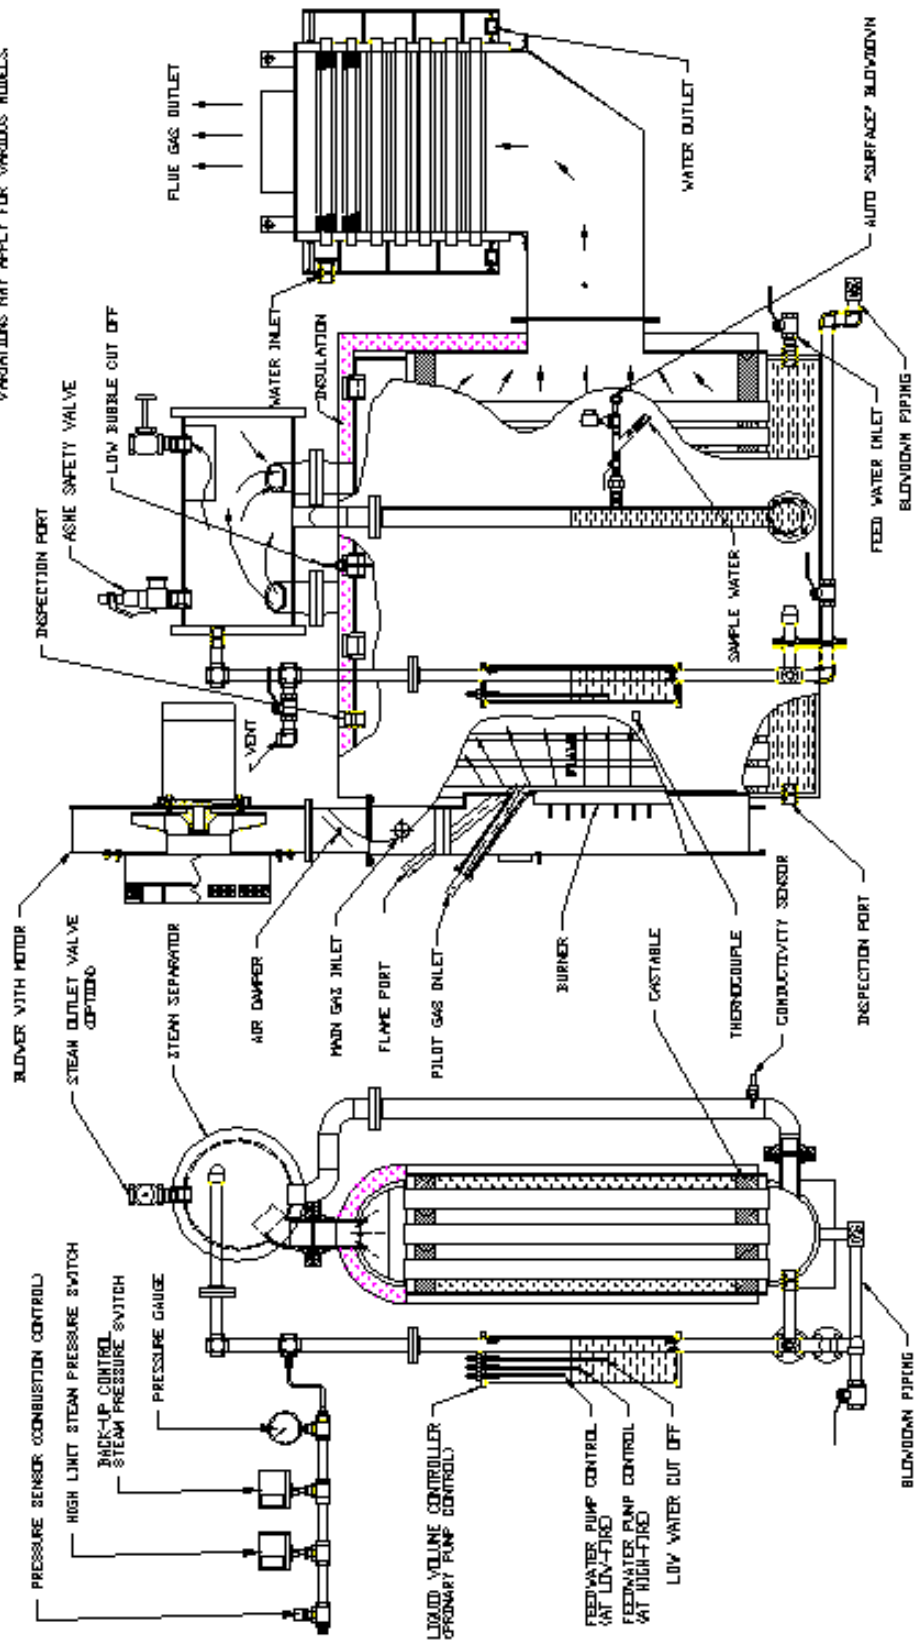 VARIATIONS MAY APPLY FOR VARIOUS MODELS.
PRESSURE SENSOR (COMBUSTION CONTROL)
HIGH LIMIT STEAM PRESSURE SWITCH
BACK-UP CONTROL
STEAM PRESSURE SWITCH
PRESSURE GAUGE
STEAM OUTLET VALVE
(OPTION)
STEAM SEPARATOR
BLOWER WITH MOTOR
AIR DAMPER
MAIN GAS INLET
FLAME PORT
PILOT GAS INLET
BURNER
CASTABLE
THERMOCOUPLE
CONDUCTIVITY SENSOR
INSPECTION PORT
LIQUID VOLUME CONTROLLER
(PRIMARY PUMP CONTROL)
FEEDWATER PUMP CONTROL
(AT LOW-FIRE)
FEEDWATER PUMP CONTROL
(AT HIGH-FIRE)
LOW WATER CUT OFF
BLOWDOWN PIPING
INSPECTION PORT
ASME SAFETY VALVE
LOW BUBBLE CUT OFF
VENT
WATER INLET
INSULATION
FLAME
FLUE GAS OUTLET
WATER OUTLET
AUTO "SURFACE" BLOWDOWN
SAMPLE WATER
FEED WATER INLET
BLOWDOWN PIPING